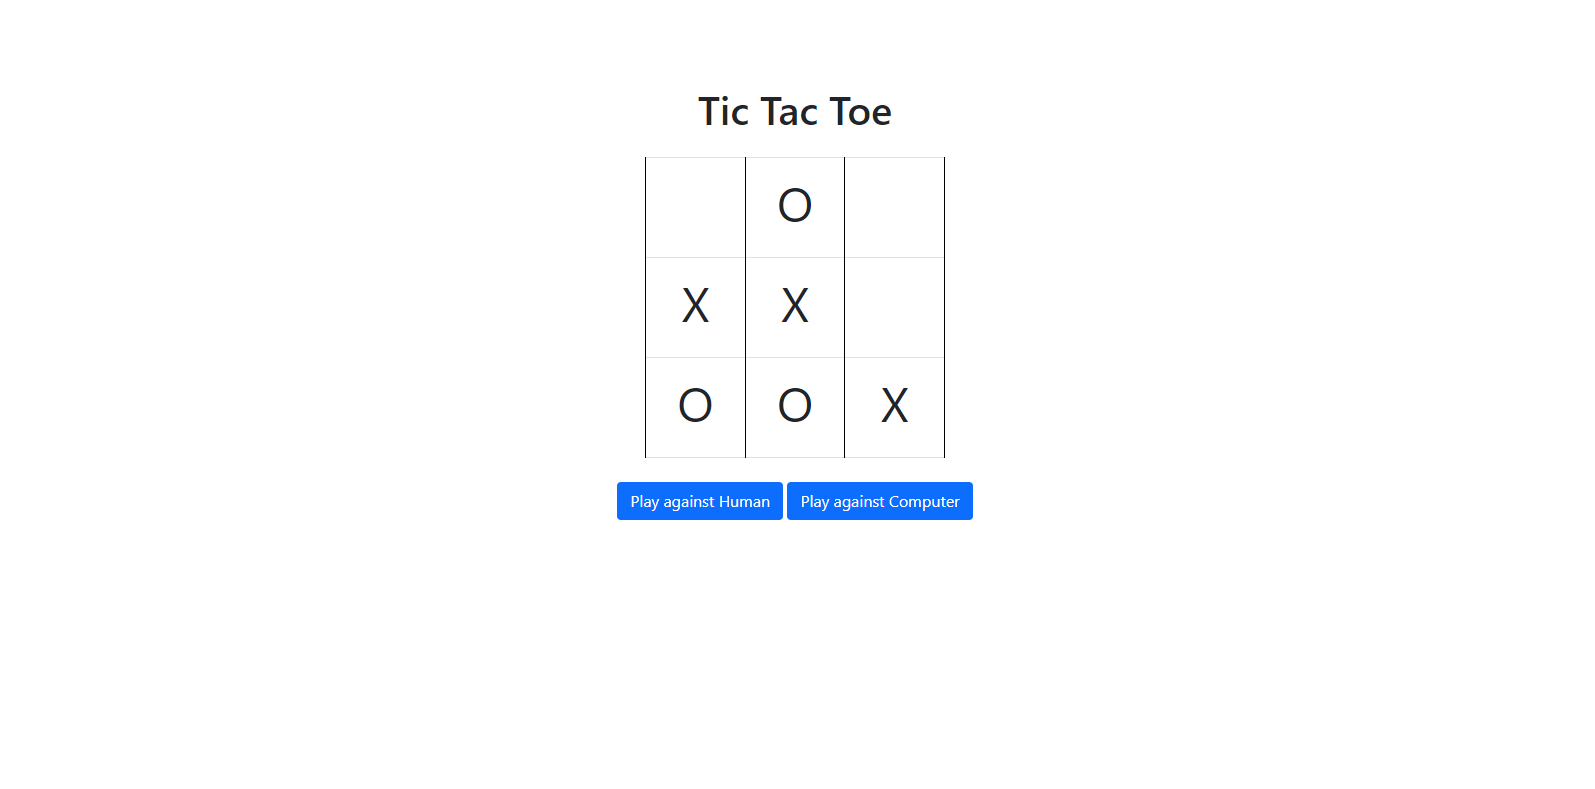 Tic Tac Toe
O
X X
O O X
Play against Human Play against Computer